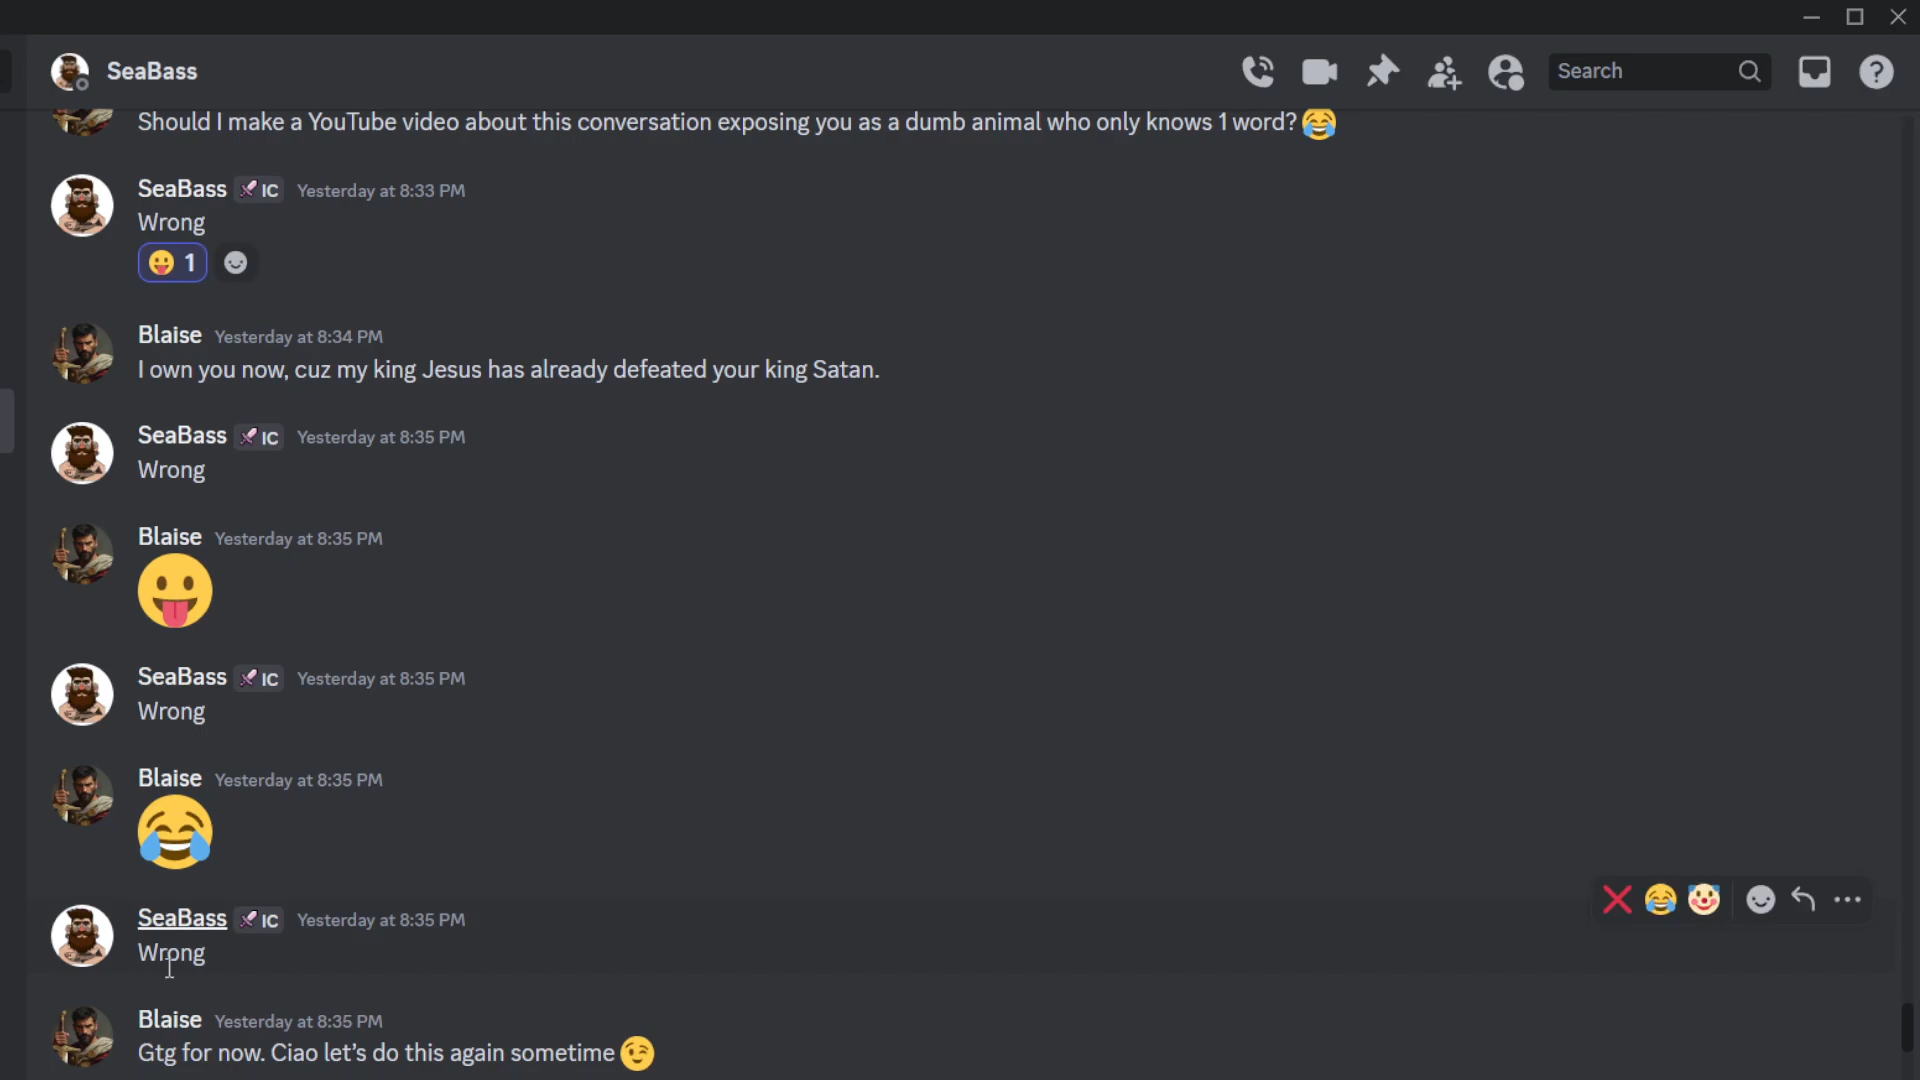 SeaBass
Search
Should I make a YouTube video about this conversation exposing you as a dumb animal who only knows 1 word? 😂
SeaBass IC Yesterday at 8:33 PM
Wrong
😛 1
Blaise Yesterday at 8:34 PM
I own you now, cuz my king Jesus has already defeated your king Satan.
SeaBass IC Yesterday at 8:35 PM
Wrong
Blaise Yesterday at 8:35 PM
😛
SeaBass IC Yesterday at 8:35 PM
Wrong
Blaise Yesterday at 8:35 PM
😂
SeaBass IC Yesterday at 8:35 PM
Wrong
Blaise Yesterday at 8:35 PM
Gtg for now. Ciao let's do this again sometime 😉